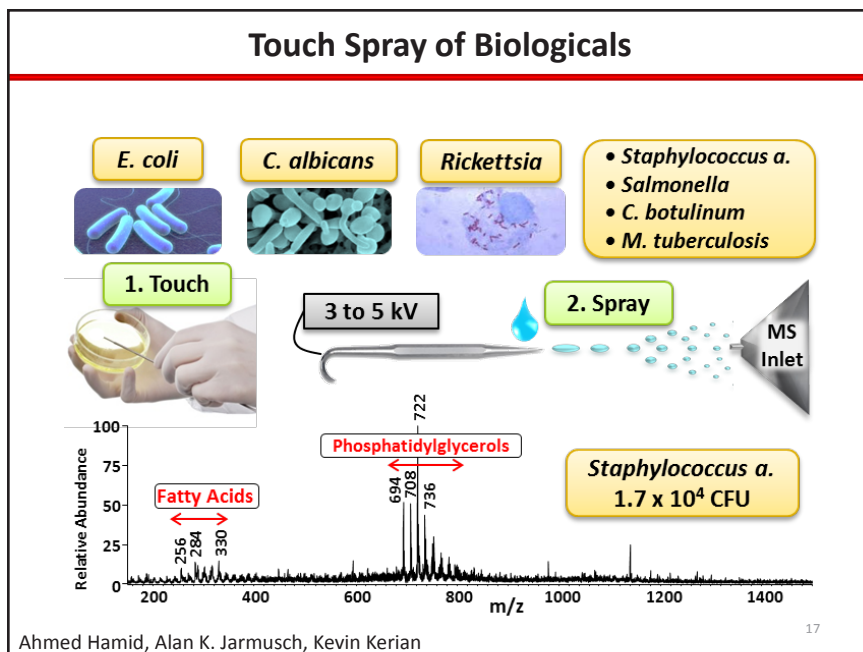 Touch Spray of Biologicals
E. coli
C. albicans
Rickettsia
• Staphylococcus a.
• Salmonella
• C. botulinum
• M. tuberculosis
1. Touch
3 to 5 kV
2. Spray
MS
Inlet
722
100
Phosphatidylglycerols
75
Relative Abundance
Fatty Acids
694
708
736
50
25
256
284
330
0
Staphylococcus a.
1.7 x 10⁴ CFU
200
400
600
800
1000
1200
1400
m/z
17
Ahmed Hamid, Alan K. Jarmusch, Kevin Kerian